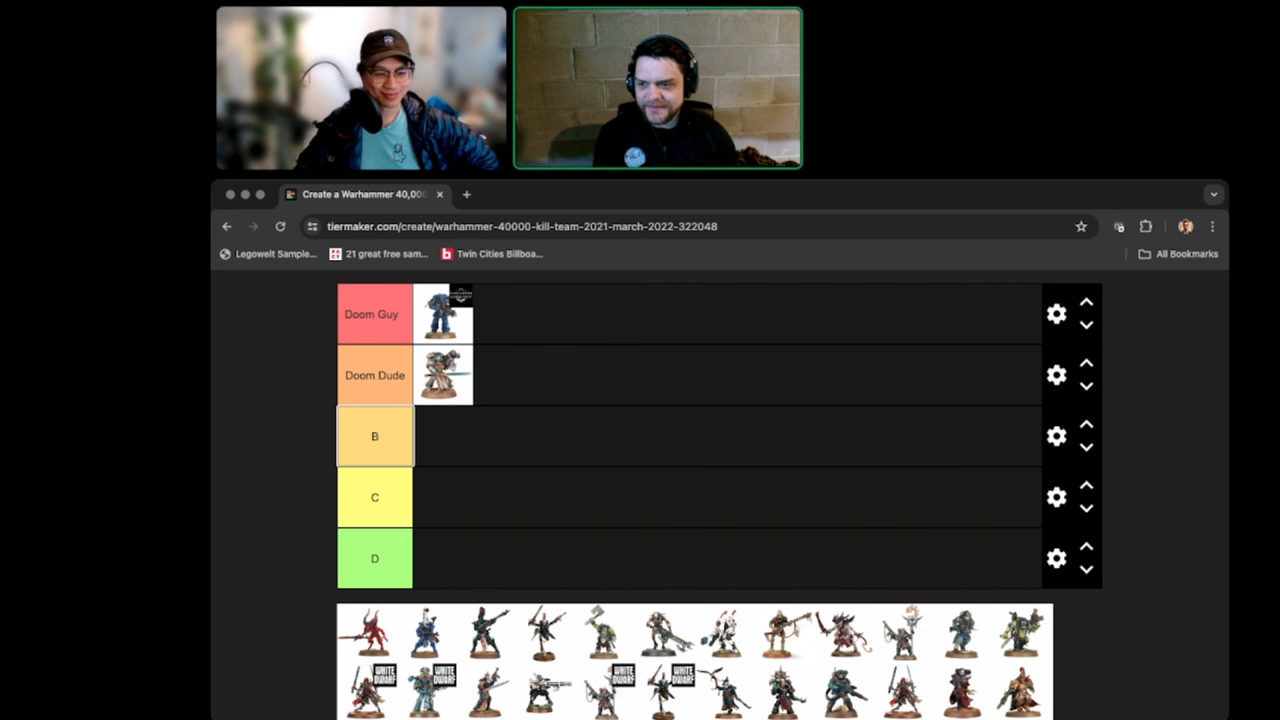 Create a Warhammer 40,00
tiermaker.com/create/warhammer-40000-kill-team-2021-march-2022-322048
Legowelt Sample...
21 great free sam...
Twin Cities Billboa...
All Bookmarks
Doom Guy
Doom Dude
B
C
D
WHITE DWARF
WHITE DWARF
WHITE DWARF
WHITE DWARF